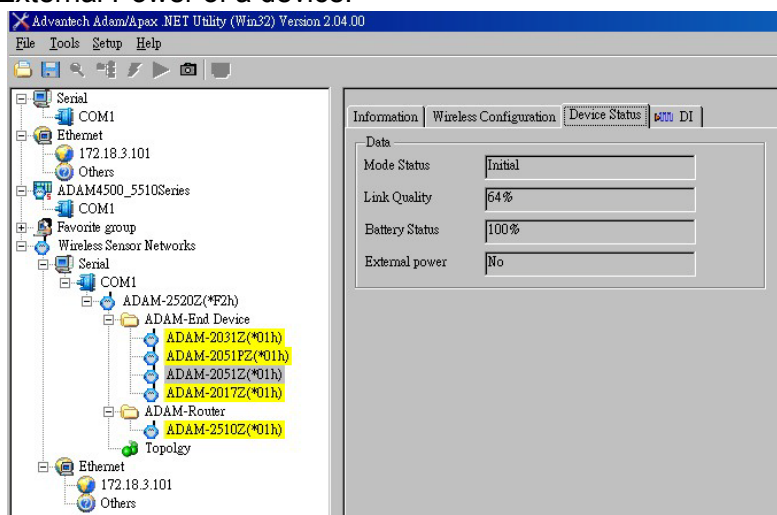 External Power of a device.
Advantech Adam/Apax .NET Utility (Win32) Version 2.04.00
File Tools Setup Help
Serial
COM1
Ethernet
172.18.3.101
Others
ADAM4500_5510Series
COM1
Favorite group
Wireless Sensor Networks
Serial
COM1
ADAM-2520Z(*F2h)
ADAM-End Device
ADAM-2031Z(*01h)
ADAM-2051PZ(*01h)
ADAM-2051Z(*01h)
ADAM-2017Z(*01h)
ADAM-Router
ADAM-2510Z(*01h)
Topolgy
Ethernet
172.18.3.101
Others
Information Wireless Configuration Device Status DI
Data
Mode Status Initial
Link Quality 64%
Battery Status 100%
External power No